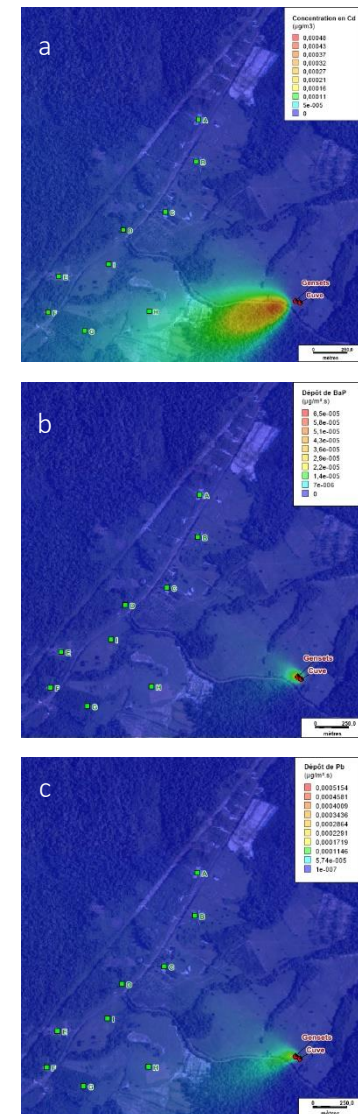 a
Concentration en Cd
(µg/m3)
0,00048
0,00043
0,00037
0,00032
0,00027
0,00021
0,00016
0,00011
5e-005
0
A
B
C
D
I
E
F
H
G
Gensets
Cuve
0 250,0
mètres
b
Dépôt de BaP
(µg/m².s)
6,5e-005
5,8e-005
5,1e-005
4,3e-005
3,6e-005
2,9e-005
2,2e-005
1,4e-005
7e-006
0
A
B
C
D
I
E
F
H
G
Gensets
Cuve
0 250,0
mètres
c
Dépôt de Pb
(µg/m².s)
0,0005154
0,0004581
0,0004009
0,0003436
0,0002864
0,0002291
0,0001719
0,0001146
5,74e-005
1e-007
A
B
C
D
I
E
F
H
G
Gensets
Cuve
0 250,0
mètres